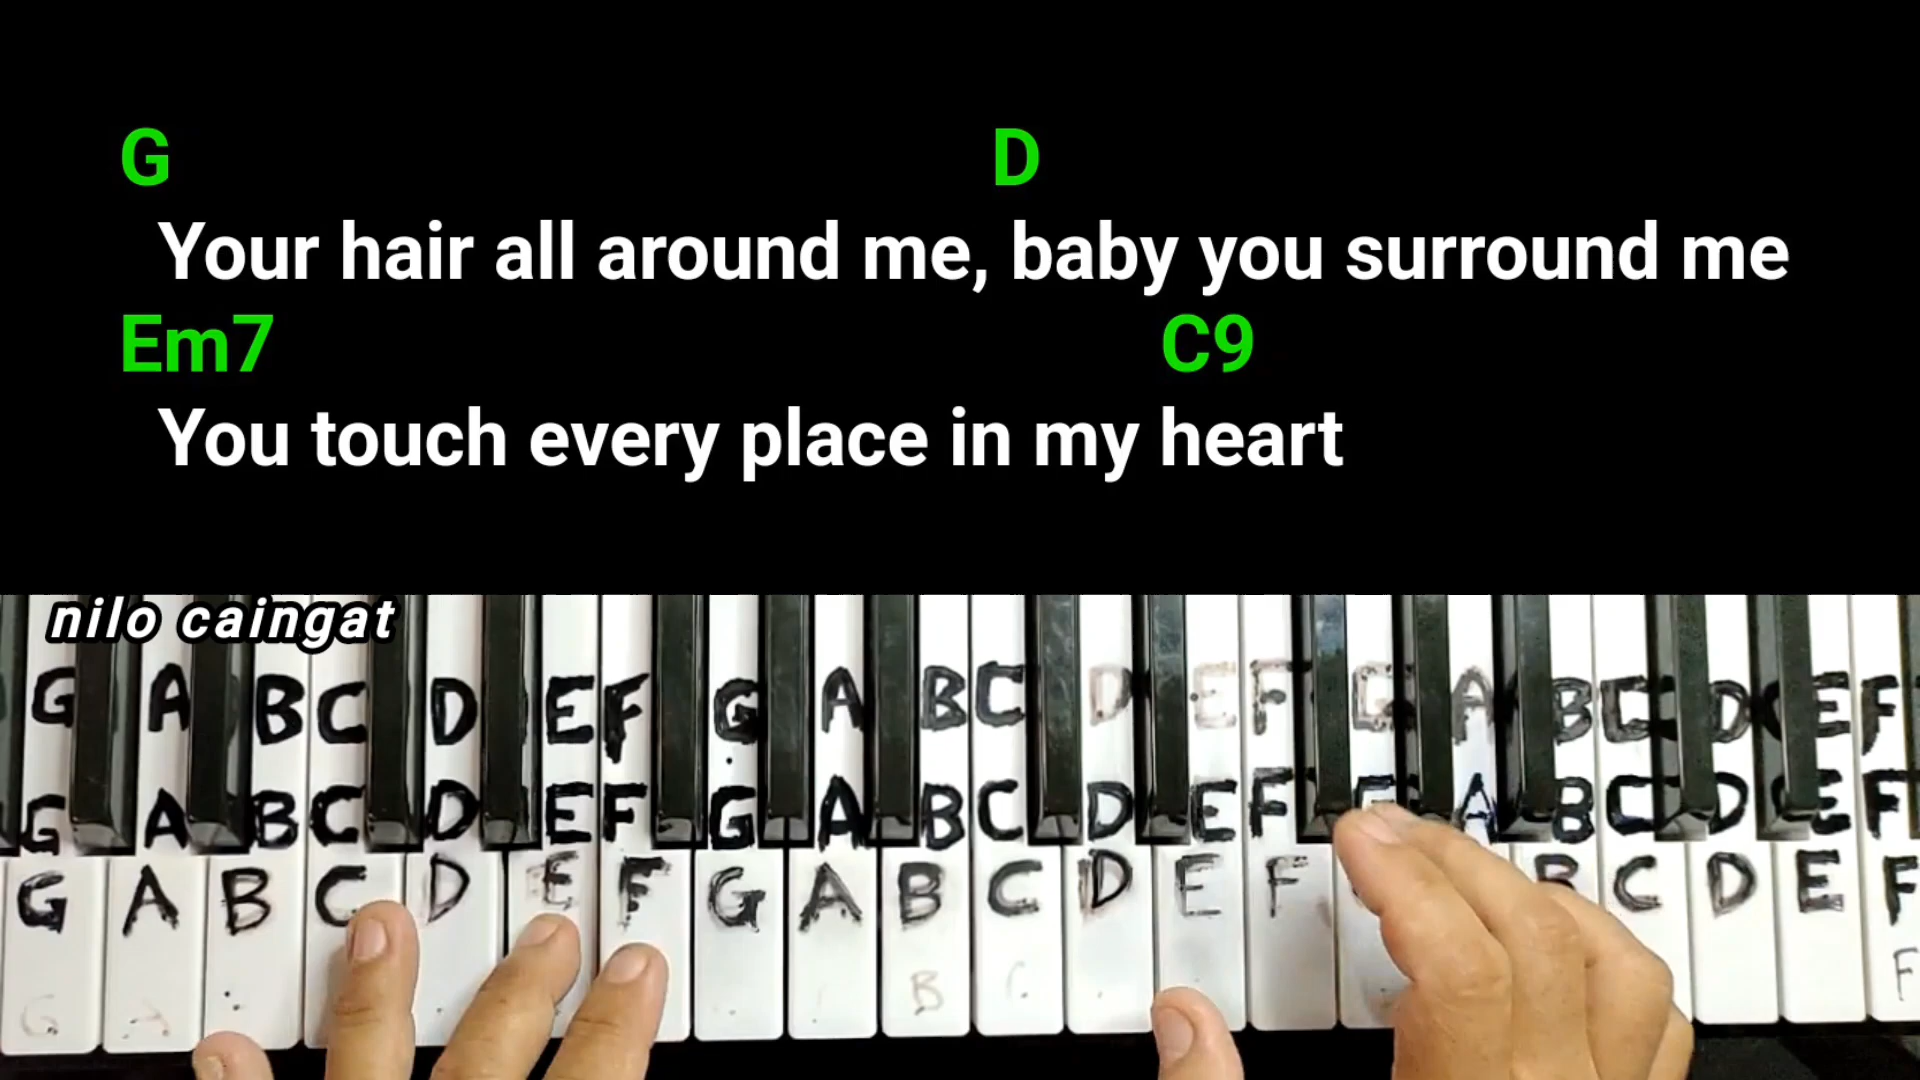 G D
Your hair all around me, baby you surround me
Em7 C9
You touch every place in my heart
nilo caingat
G A B C D E F G A B C D E F G A B C D E F
G A B C D E F G A B C D E F A B C D E F
G A B C D E F G A B C D E F B C D E F
G A B C F